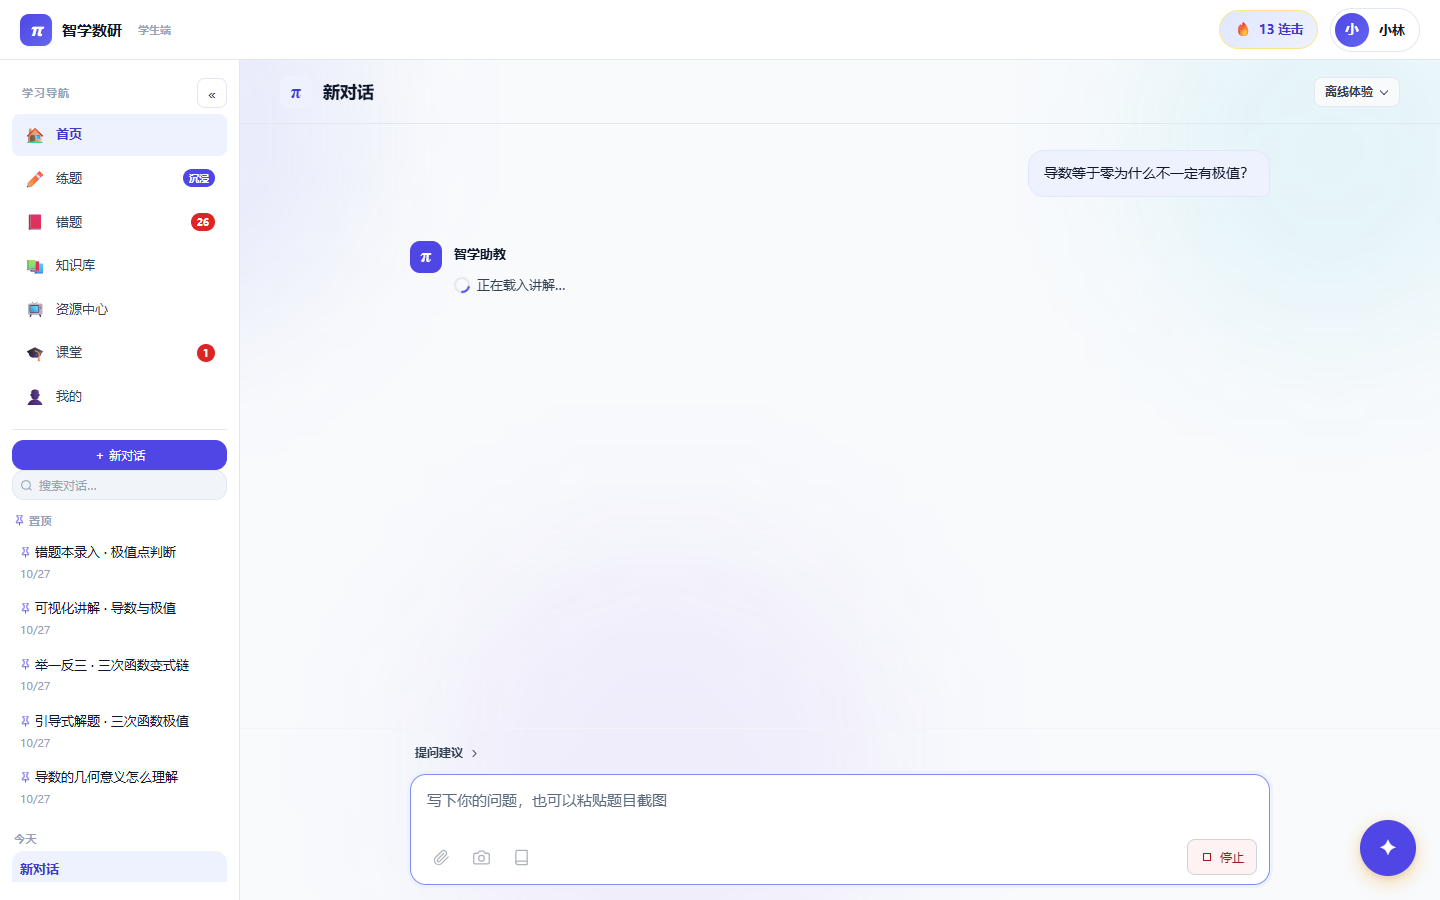 π 智学数研 学生端
13 连击
小 小林
学习导航 «
首页
练题 沉浸
错题 26
知识库
资源中心
课堂 1
我的
+ 新对话
搜索对话...
置顶
错题本录入 · 极值点判断
10/27
可视化讲解 · 导数与极值
10/27
举一反三 · 三次函数变式链
10/27
引导式解题 · 三次函数极值
10/27
导数的几何意义怎么理解
10/27
今天
新对话
π 新对话
离线体验
导数等于零为什么不一定有极值？
π 智学助教
正在载入讲解...
提问建议 >
写下你的问题，也可以粘贴题目截图
停止